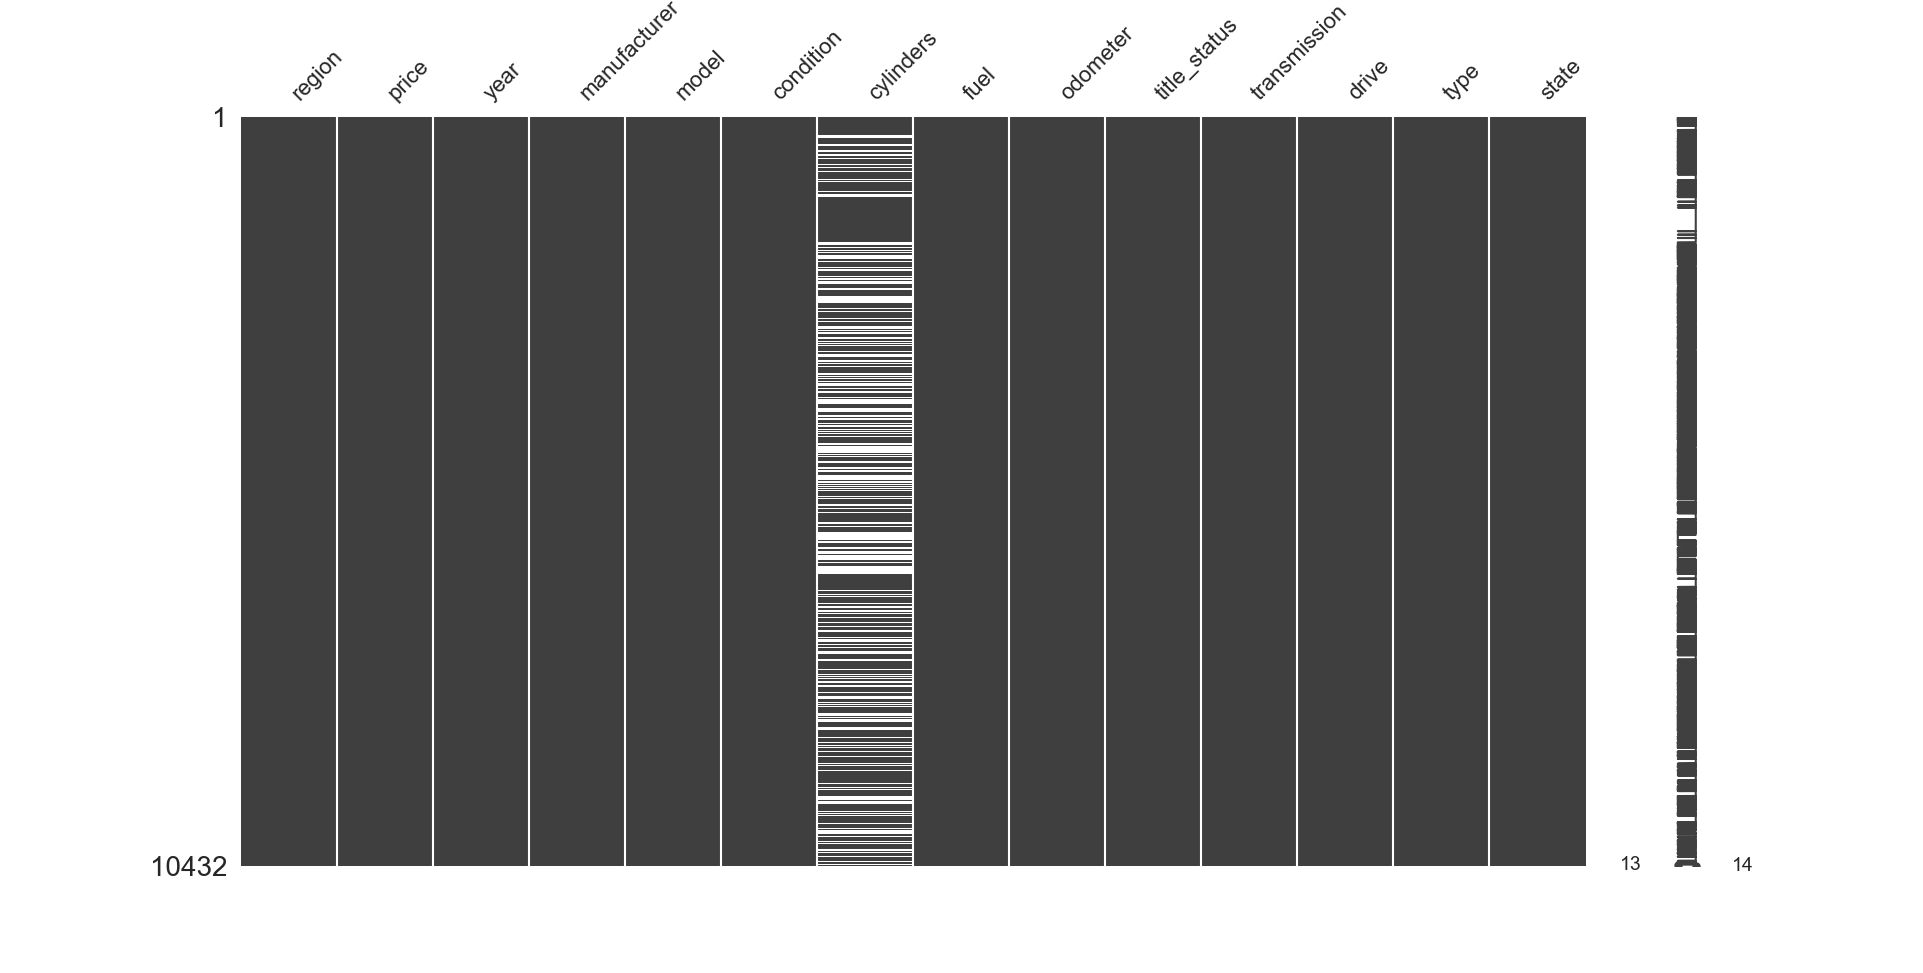 region
price
year
manufacturer
model
condition
cylinders
fuel
odometer
title_status
transmission
drive
type
state
1
10432
13
14